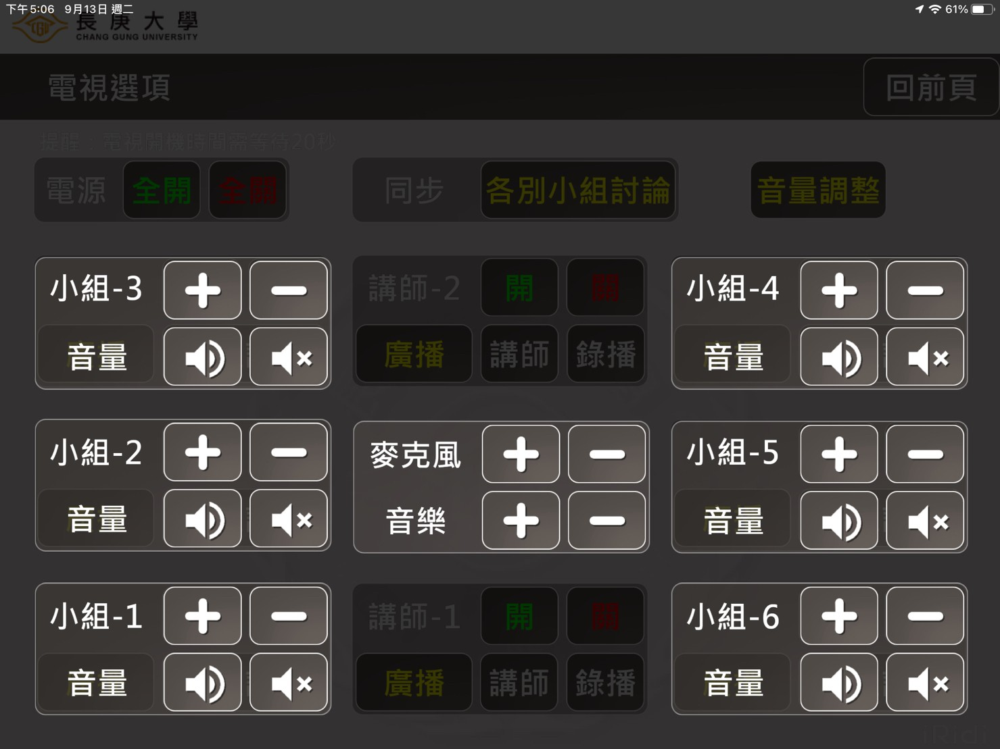 下午5:06 9月13日 週二 61%
長庚大學
CHANG GUNG UNIVERSITY
電視選項 回前頁
提醒：電視開機時間需等待20秒
電源 全開 全關 同步 各別小組討論 音量調整
小組-3 講師-2 開 關 小組-4
音量 廣播 講師 錄播 音量
小組-2 麥克風 小組-5
音量 音樂 音量
小組-1 講師-1 開 關 小組-6
音量 廣播 講師 錄播 音量
iRidi